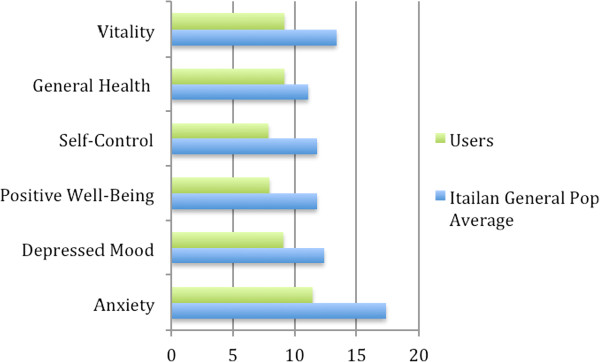 Vitality
General Health
Self-Control
Positive Well-Being
Depressed Mood
Anxiety
0 5 10 15 20
Users
Itailan General Pop
Average